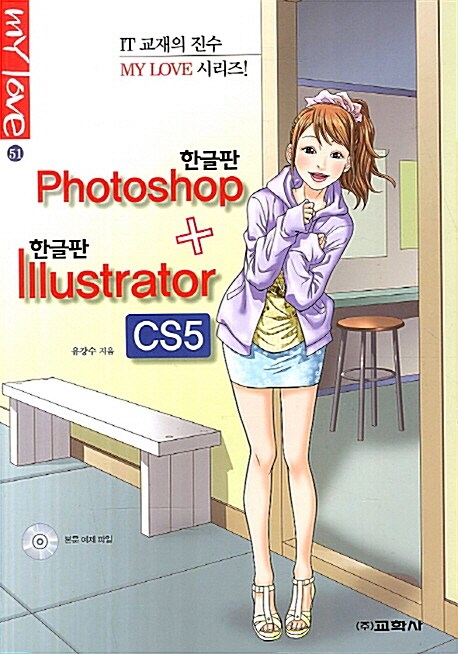 my love
51
IT 교재의 진수
MY LOVE 시리즈!
한글판
Photoshop
+
한글판
Illustrator
CS5
유강수 지음
본문 예제 파일
(주)교학사